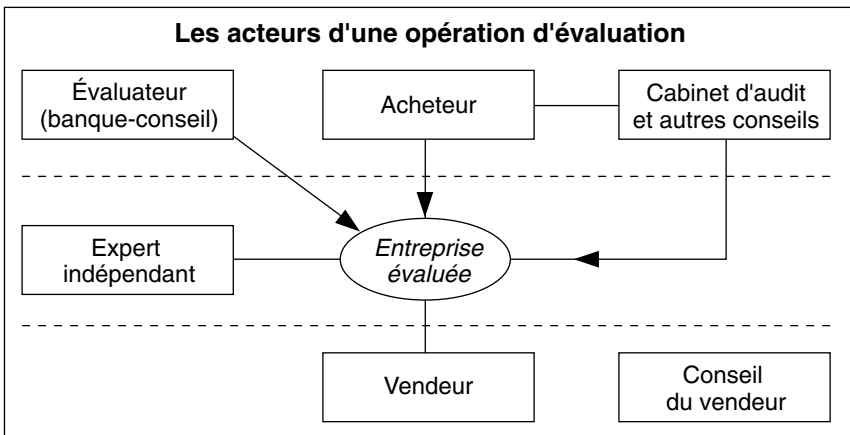 Les acteurs d'une opération d'évaluation
Évaluateur
(banque-conseil)
Acheteur
Cabinet d'audit
et autres conseils
Expert
indépendant
Entreprise
évaluée
Vendeur
Conseil
du vendeur